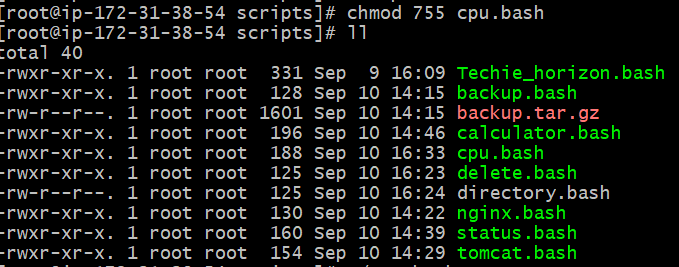 [root@ip-172-31-38-54 scripts]# chmod 755 cpu.bash
[root@ip-172-31-38-54 scripts]# ll
total 40
-rwxr-xr-x. 1 root root  331 Sep  9 16:09 Techie_horizon.bash
-rwxr-xr-x. 1 root root  128 Sep 10 14:15 backup.bash
-rw-r--r--. 1 root root 1601 Sep 10 14:15 backup.tar.gz
-rwxr-xr-x. 1 root root  196 Sep 10 14:46 calculator.bash
-rwxr-xr-x. 1 root root  188 Sep 10 16:33 cpu.bash
-rwxr-xr-x. 1 root root  125 Sep 10 16:23 delete.bash
-rw-r--r--. 1 root root  125 Sep 10 16:24 directory.bash
-rwxr-xr-x. 1 root root  130 Sep 10 14:22 nginx.bash
-rwxr-xr-x. 1 root root  160 Sep 10 14:39 status.bash
-rwxr-xr-x. 1 root root  154 Sep 10 14:29 tomcat.bash